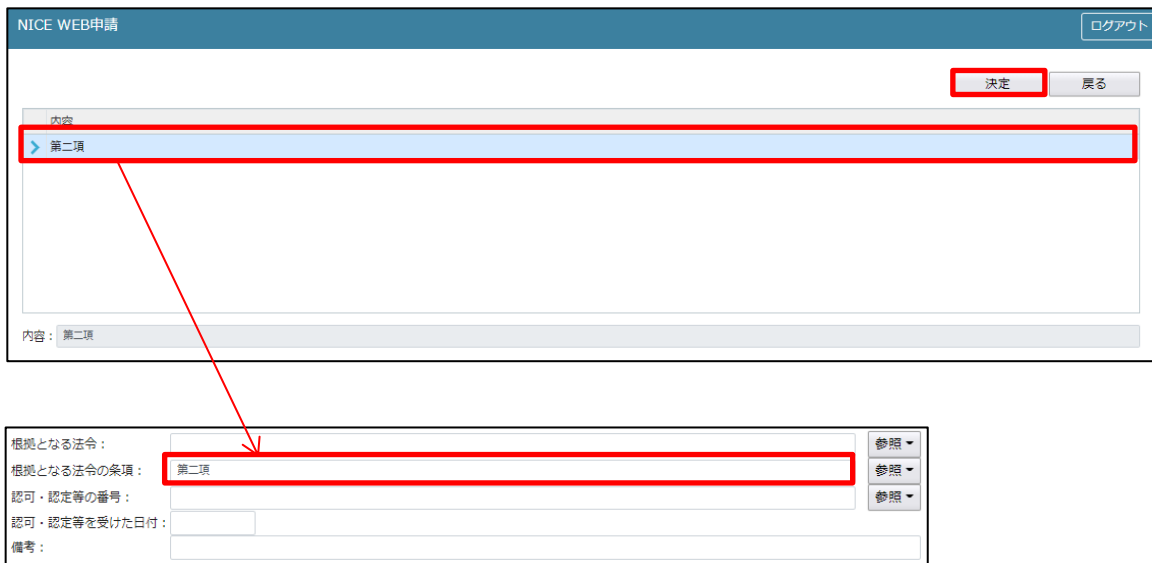 NICE WEB申請 ログアウト
決定 戻る
内容
第二項
内容： 第二項
根拠となる法令： 参照
根拠となる法令の条項： 第二項 参照
認可・認定等の番号： 参照
認可・認定等を受けた日付：
備考：